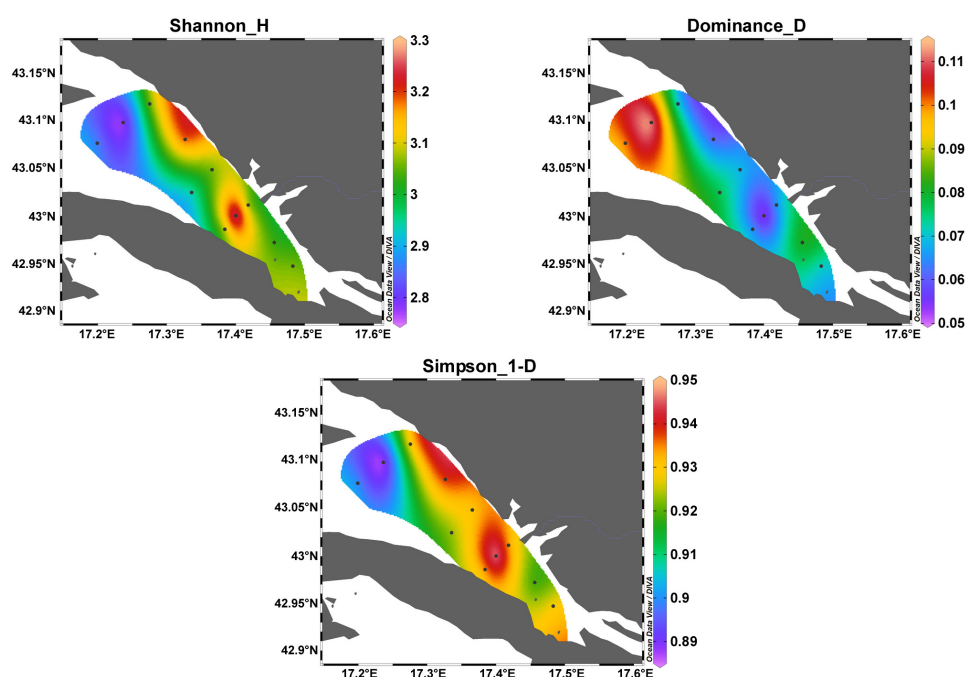 Shannon_H
43.15°N
43.1°N
43.05°N
43°N
42.95°N
42.9°N
17.2°E 17.3°E 17.4°E 17.5°E 17.6°E
3.3
3.2
3.1
3
2.9
2.8
Ocean Data View / DIVA
Dominance_D
43.15°N
43.1°N
43.05°N
43°N
42.95°N
42.9°N
17.2°E 17.3°E 17.4°E 17.5°E 17.6°E
0.11
0.1
0.09
0.08
0.07
0.06
0.05
Ocean Data View / DIVA
Simpson_1-D
43.15°N
43.1°N
43.05°N
43°N
42.95°N
42.9°N
17.2°E 17.3°E 17.4°E 17.5°E 17.6°E
0.95
0.94
0.93
0.92
0.91
0.9
0.89
Ocean Data View / DIVA